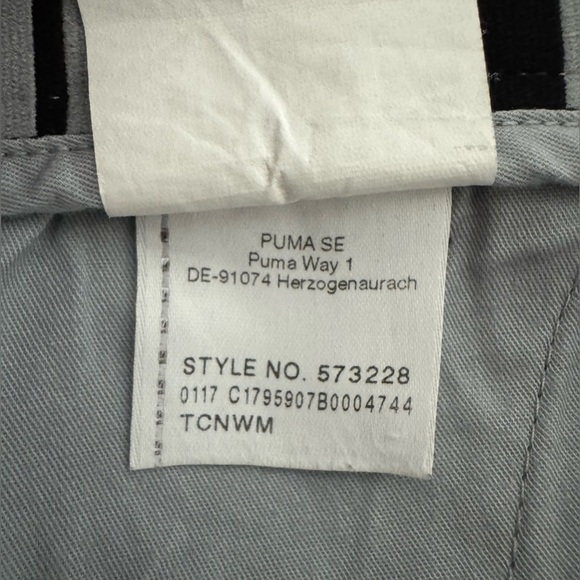 PUMA SE
Puma Way 1
DE-91074 Herzogenaurach
STYLE NO. 573228
0117 C1795907B0004744
TCNWM